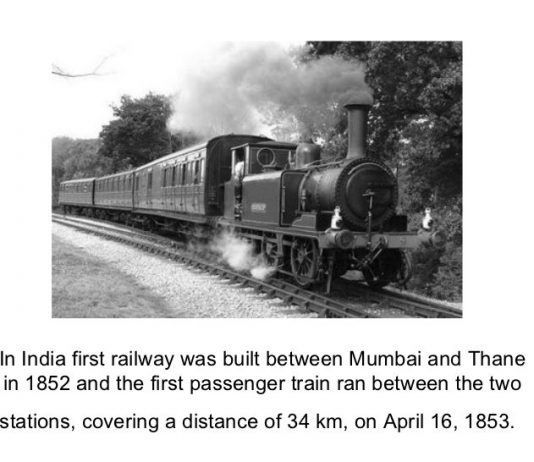 In India first railway was built between Mumbai and Thane
in 1852 and the first passenger train ran between the two
stations, covering a distance of 34 km, on April 16, 1853.